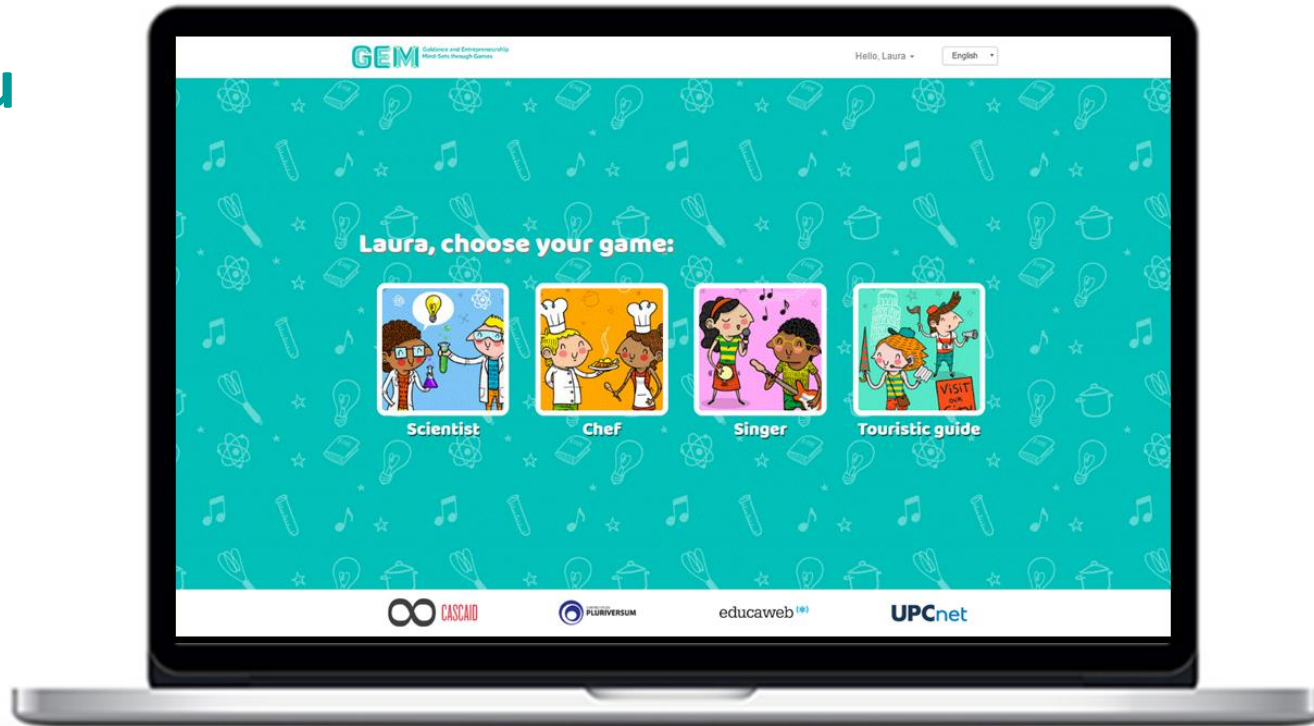 u
GEM
Guidance and Entrepreneurship
Mind-Sets through Games
Hello, Laura
English
Laura, choose your game:
VISIT
OUR
Scientist
Chef
Singer
Touristic guide
CASCAID
PLURIVERSUM
educaweb
UPCnet